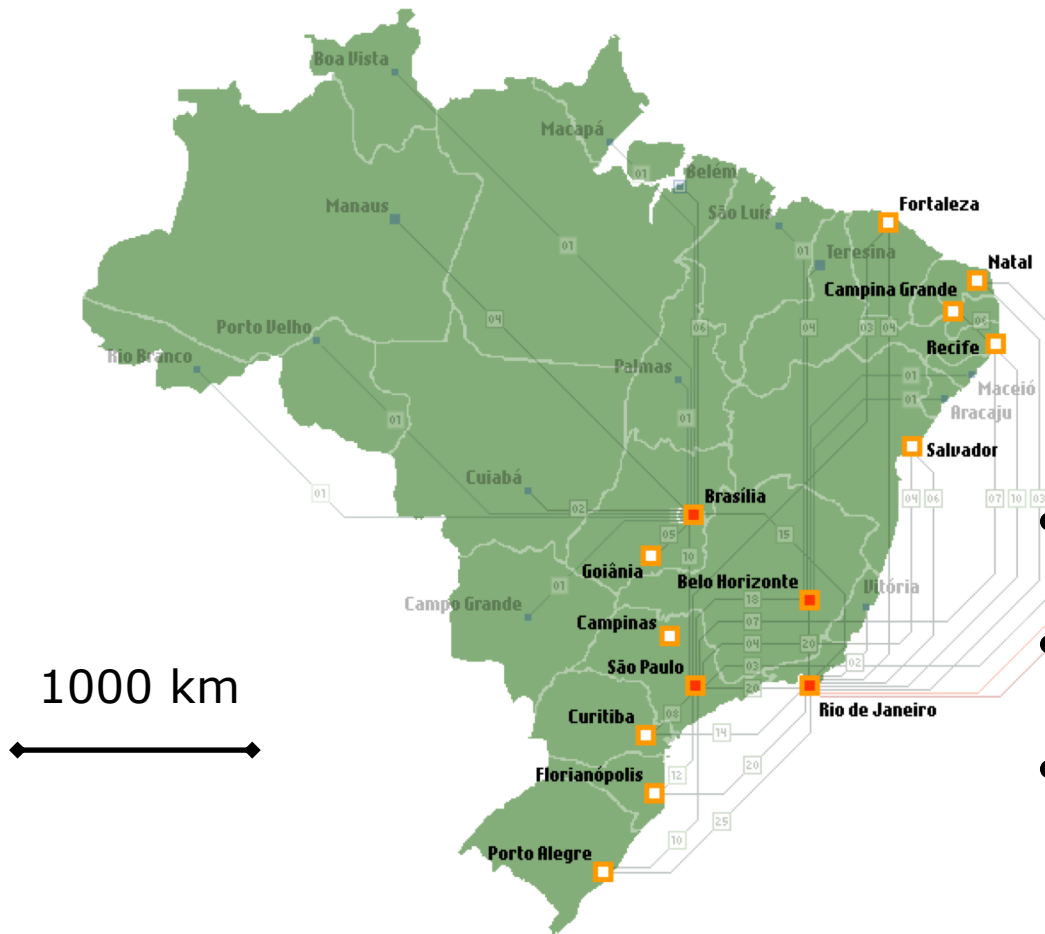 Boa Vista
Macapá
01
Belém
Manaus
São Luís
Fortaleza
01
01
Teresina
Natal
Campina Grande
04
Porto Velho
06
04
03
04
06
Recife
Rio Branco
Palmas
01
Maceió
01
01
01
Aracaju
Salvador
Cuiabá
01
02
Brasília
04
06
07
10
03
05
15
10
Goiânia
01
Belo Horizonte
Vitória
Campo Grande
18
Campinas
07
04
20
São Paulo
03
02
20
1000 km
Curitiba
08
Rio de Janeiro
14
Florianópolis
12
20
25
Porto Alegre
10